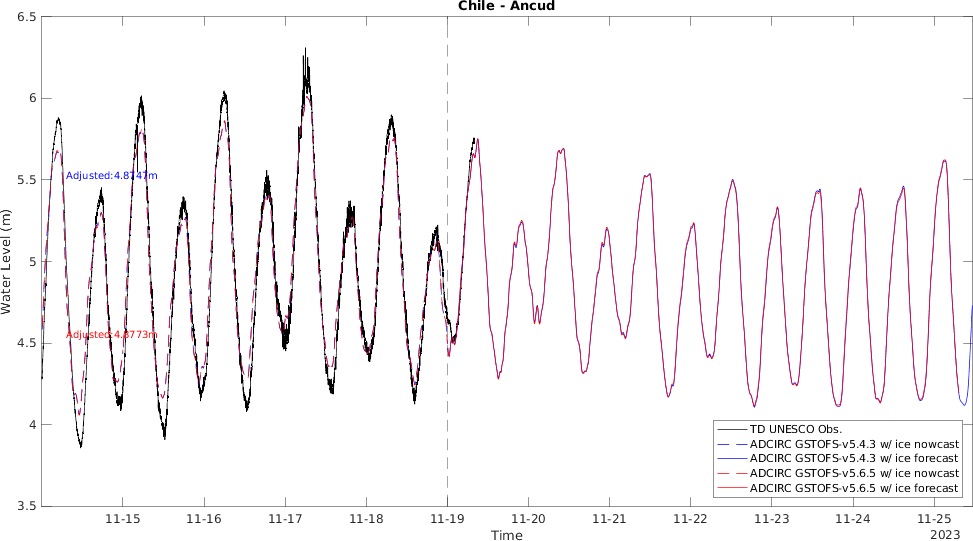 Chile - Ancud
6.5
6
5.5
5
4.5
4
3.5
Water Level (m)
Adjusted:4.8747m
Adjusted:4.8773m
TD UNESCO Obs.
ADCIRC GSTOFS-v5.4.3 w/ ice nowcast
ADCIRC GSTOFS-v5.4.3 w/ ice forecast
ADCIRC GSTOFS-v5.6.5 w/ ice nowcast
ADCIRC GSTOFS-v5.6.5 w/ ice forecast
11-15 11-16 11-17 11-18 11-19 11-20 11-21 11-22 11-23 11-24 11-25
Time 2023